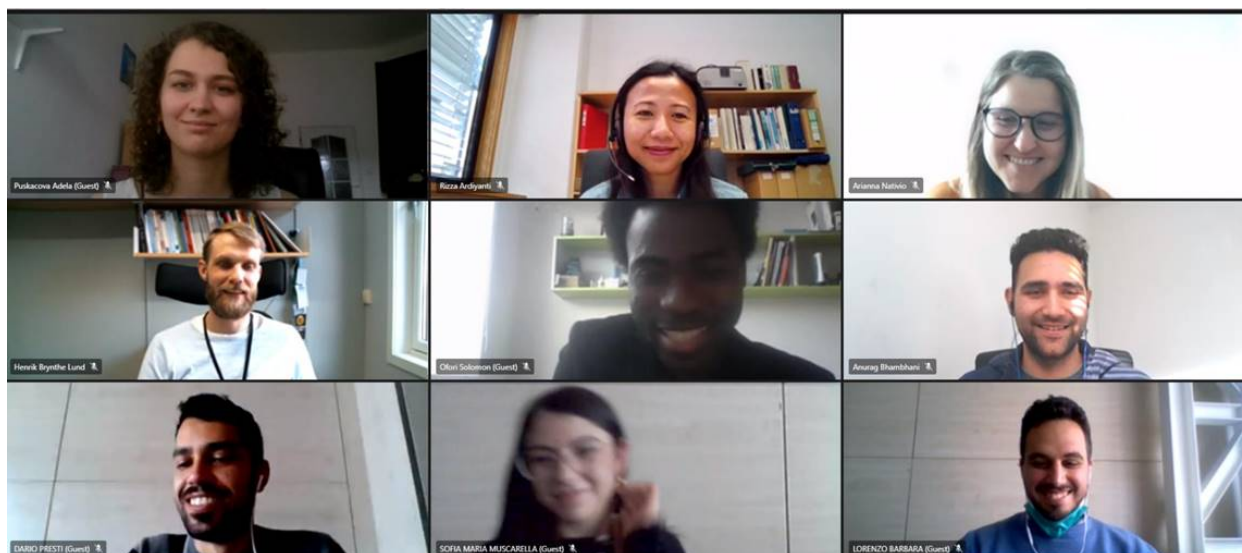 Puskacova Adela (Guest)
Rizza Ardiyanti
Arianna Nativio
Henrik Brynthe Lund
Ofori Solomon (Guest)
Anurag Bhambhani
DARIO PRESTI (Guest)
SOFIA MARIA MUSCARELLA (Guest)
LORENZO BARBARA (Guest)